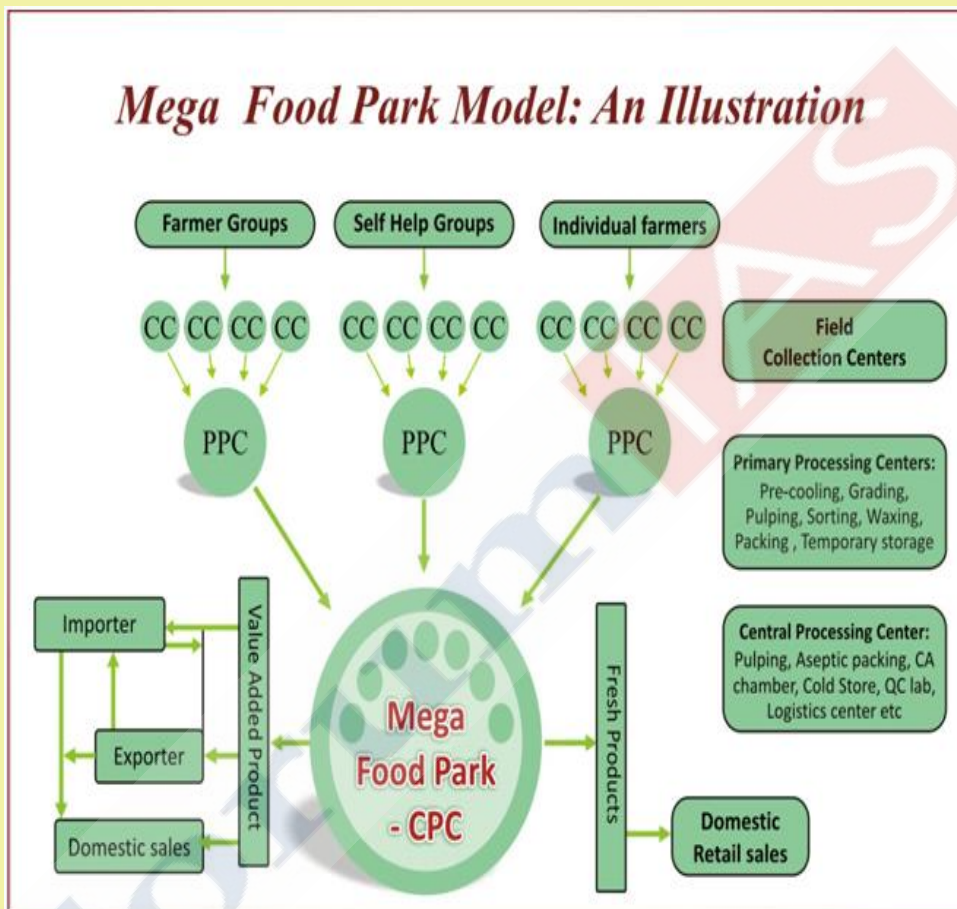 Mega Food Park Model: An Illustration
Farmer Groups
Self Help Groups
Individual farmers
CC CC CC CC
CC CC CC CC
CC CC CC CC
PPC
PPC
PPC
Field
Collection Centers
Primary Processing Centers:
Pre-cooling, Grading,
Pulping, Sorting, Waxing,
Packing , Temporary storage
Central Processing Center:
Pulping, Aseptic packing, CA
chamber, Cold Store, QC lab,
Logistics center etc
Importer
Exporter
Domestic sales
Value Added Product
Mega
Food Park
- CPC
Fresh Products
Domestic
Retail sales
IAS